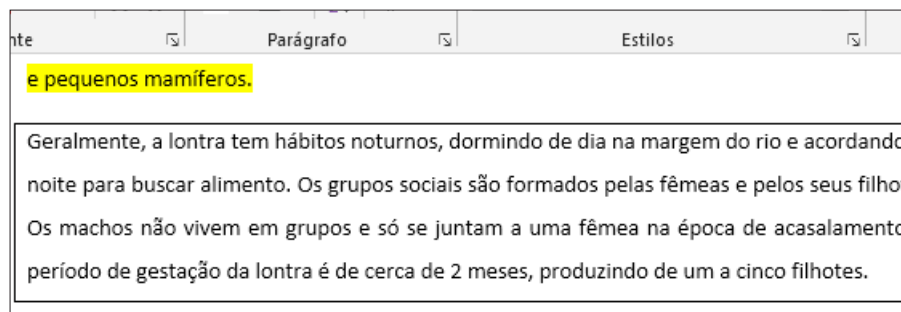 nte Parágrafo Estilos
e pequenos mamíferos.
Geralmente, a lontra tem hábitos noturnos, dormindo de dia na margem do rio e acordando
noite para buscar alimento. Os grupos sociais são formados pelas fêmeas e pelos seus filho
Os machos não vivem em grupos e só se juntam a uma fêmea na época de acasalamento
período de gestação da lontra é de cerca de 2 meses, produzindo de um a cinco filhotes.